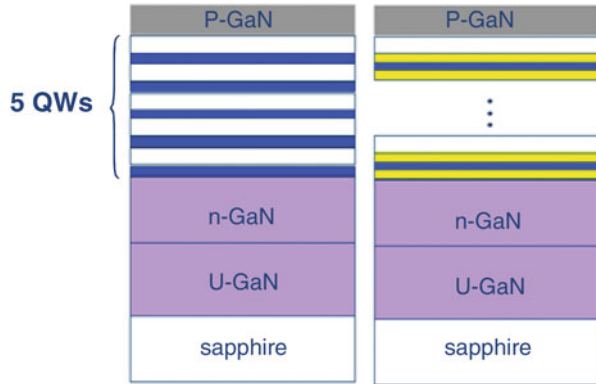 P-GaN
P-GaN
5 QWs
n-GaN
n-GaN
U-GaN
U-GaN
sapphire
sapphire